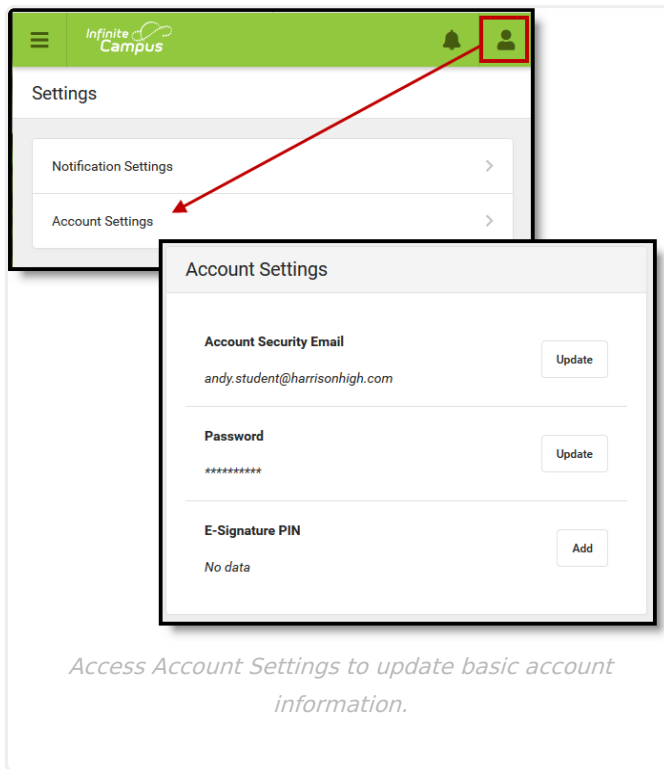 Infinite
Campus
Settings
Notification Settings
Account Settings
Account Settings
Account Security Email
Update
andy.student@harrisonhigh.com
Password
Update
**********
E-Signature PIN
Add
No data
Access Account Settings to update basic account
information.